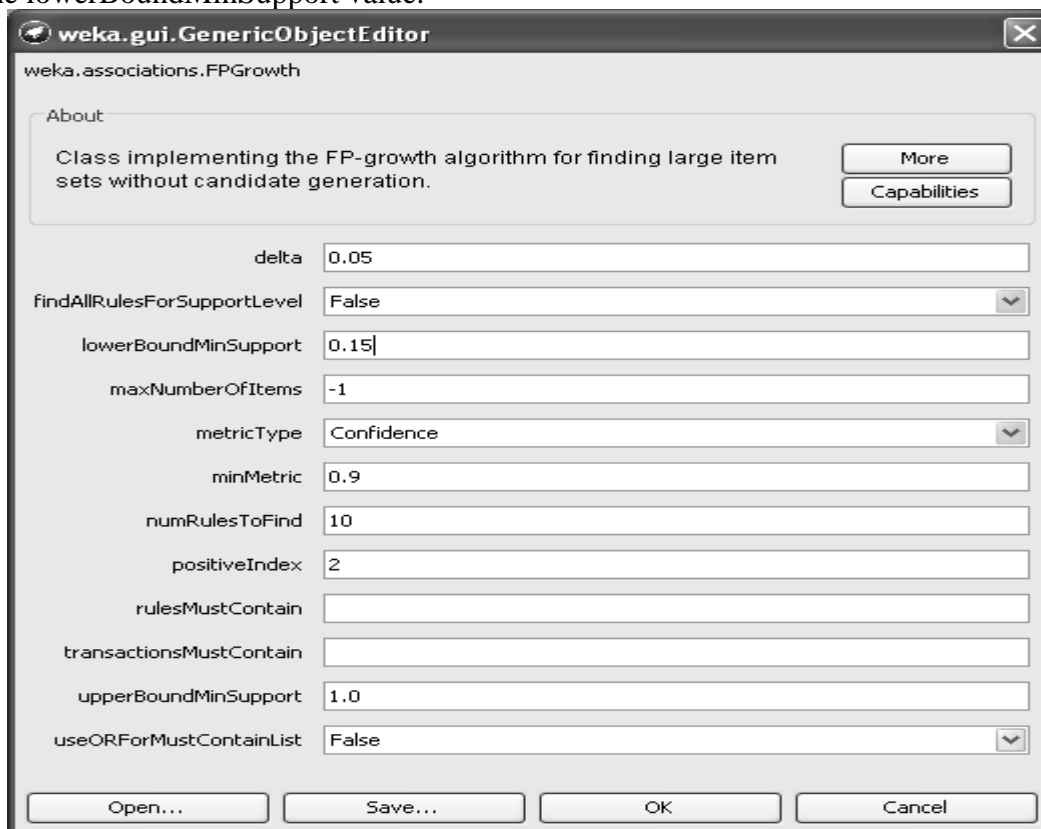 lowerBoundMinSupport value.
weka.gui.GenericObjectEditor
weka.associations.FPGrowth
About
Class implementing the FP-growth algorithm for finding large item
sets without candidate generation.
More
Capabilities
delta 0.05
findAllRulesForSupportLevel False
lowerBoundMinSupport 0.15
maxNumberOfItems -1
metricType Confidence
minMetric 0.9
numRulesToFind 10
positiveIndex 2
rulesMustContain
transactionsMustContain
upperBoundMinSupport 1.0
useORForMustContainList False
Open... Save... OK Cancel